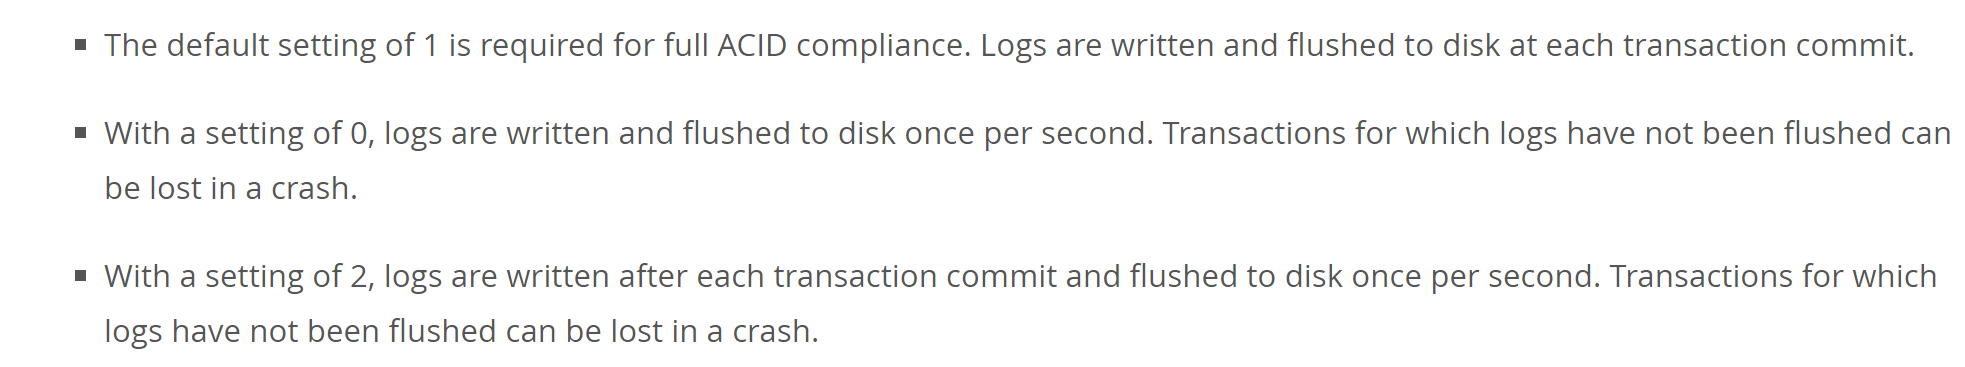 ▪ The default setting of 1 is required for full ACID compliance. Logs are written and flushed to disk at each transaction commit.
▪ With a setting of 0, logs are written and flushed to disk once per second. Transactions for which logs have not been flushed can
be lost in a crash.
▪ With a setting of 2, logs are written after each transaction commit and flushed to disk once per second. Transactions for which
logs have not been flushed can be lost in a crash.